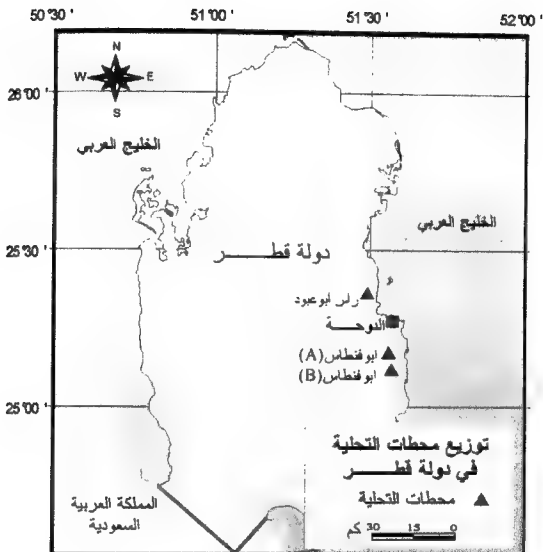 50 °30 '
51 °00 '
51 °30 '
52 °00 '
N
W E
S
26 °00 '
الخليج العربي
الخليج العربي
25 °30 '
دولة قطـــــر
راس ابوعبود
الدوحـــة
ابوفنطاس (A)
ابوفنطاس (B)
25 °00 '
توزيع محطات التحلية
في دولة قطـــــر
محطات التحلية
المملكة العربية
السعودية
30 15 0 كم